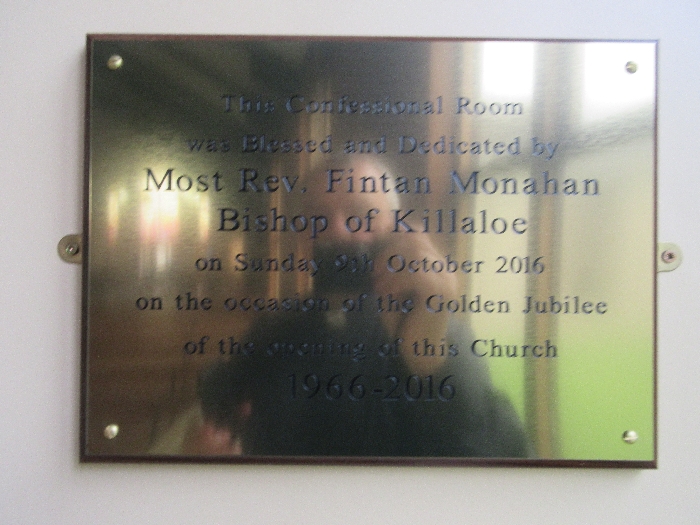 This Confessional Room
was Blessed and Dedicated by
Most Rev. Fintan Monahan
Bishop of Killaloe
on Sunday 9th October 2016
on the occasion of the Golden Jubilee
of the opening of this Church
1966-2016